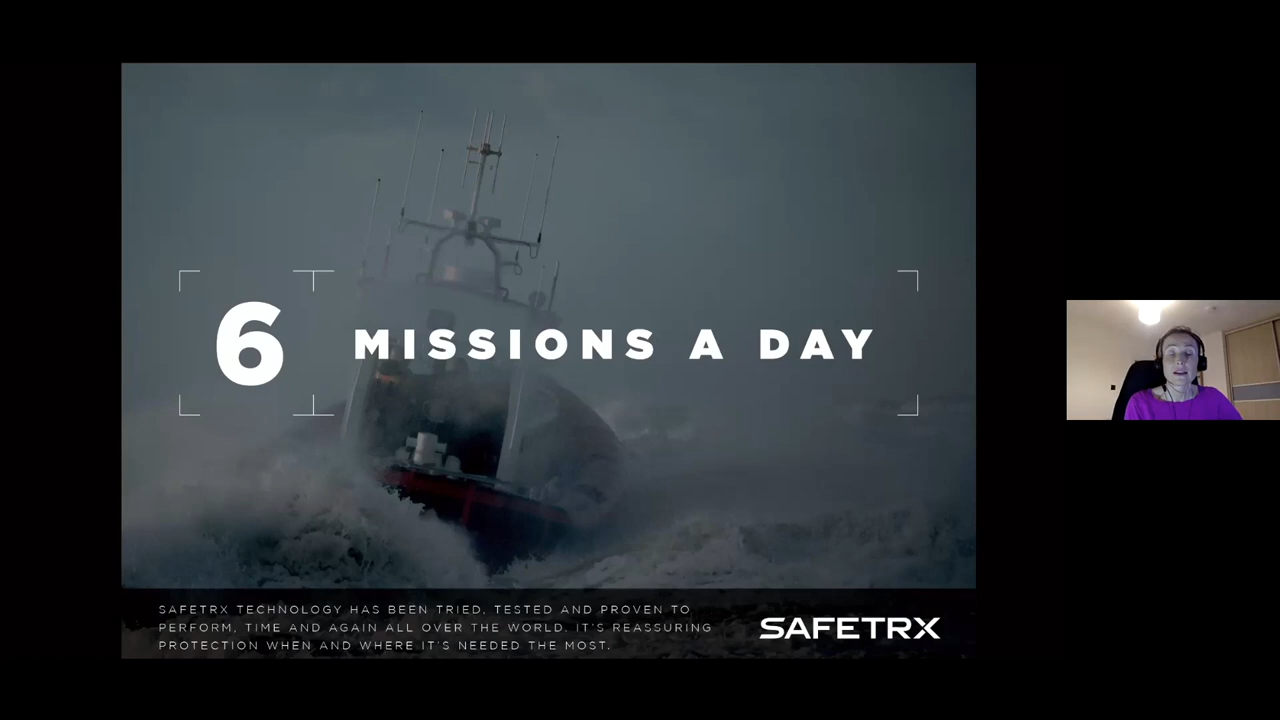 6 MISSIONS A DAY
SAFETRX TECHNOLOGY HAS BEEN TRIED, TESTED AND PROVEN TO
PERFORM, TIME AND AGAIN ALL OVER THE WORLD. IT'S REASSURING
PROTECTION WHEN AND WHERE IT'S NEEDED THE MOST.
SAFETRX